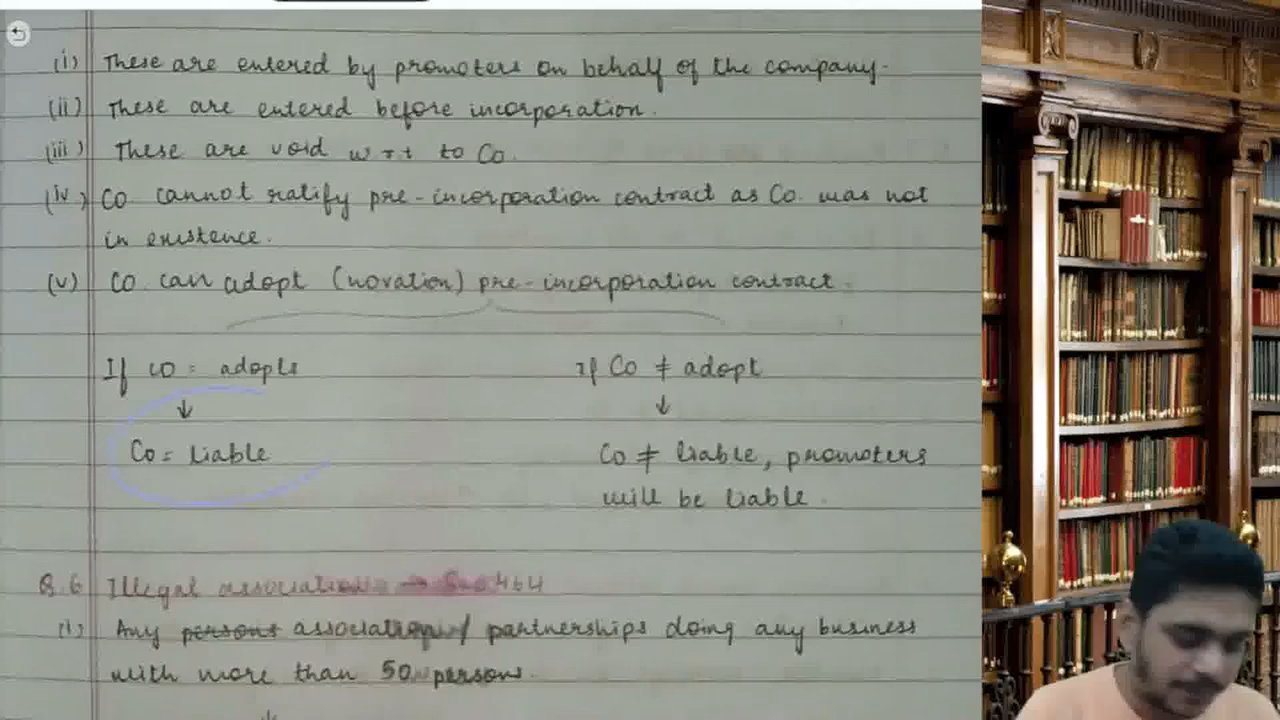 (i) These are entered by promoters on behalf of the company.
(ii) These are entered before incorporation.
(iii) These are void w r t to Co.
(iv) Co cannot ratify pre-incorporation contract as Co. was not
in existence.
(v) Co can adopt (novation) pre-incorporation contract.
If co = adopts If Co ≠ adopt
↓ ↓
Co = liable Co ≠ liable, promoters
will be liable.
Q.6 Illegal association → Sec 464
(i) Any persons association / partnerships doing any business
with more than 50 persons.